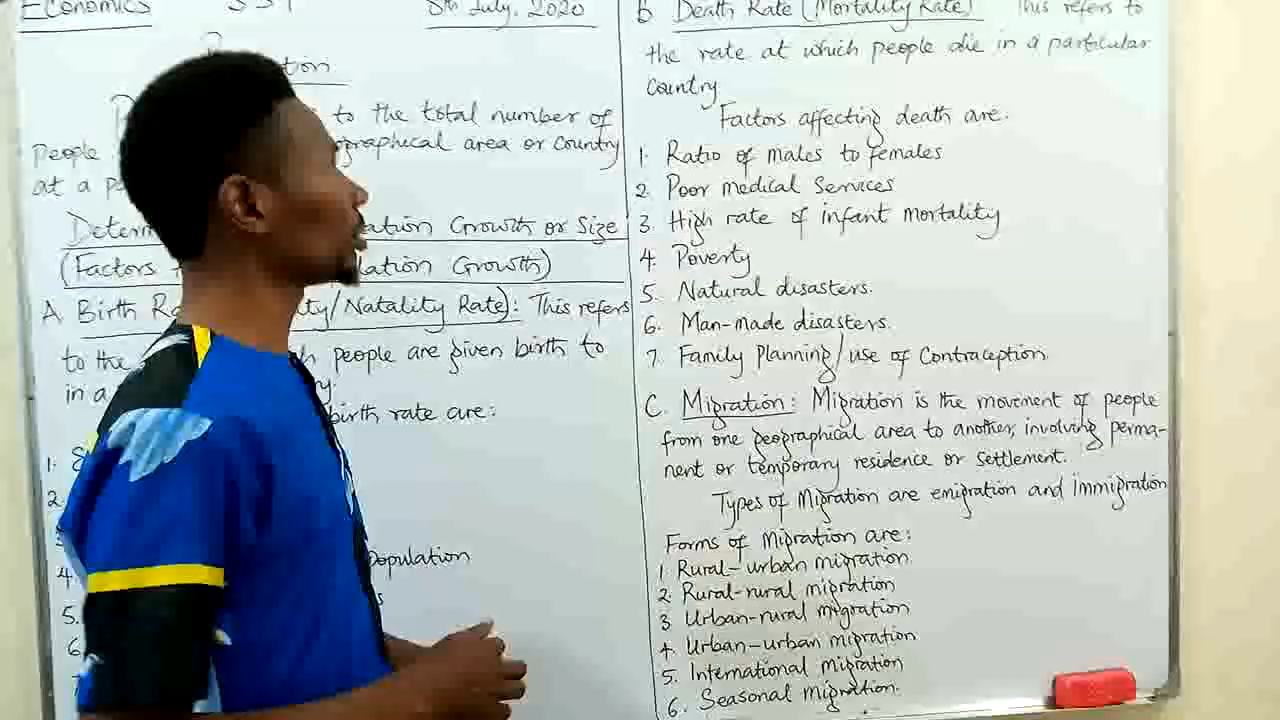 Economics SS1 8th July, 2020
to the total number of
People ographical area or Country
at a
Determ ation Growth or Size
(Factors lation Growth)
A Birth Ra ty/Natality Rate): This refers
to the h people are given birth to
in a
birth rate are:
1.
2.
4 Population
5.
6.
b Death Rate (Mortality Rate) This refers to
the rate at which people die in a particular
Country.
Factors affecting death are.
1. Ratio of males to females
2. Poor medical Services
3. High rate of infant mortality
4. Poverty
5. Natural disasters.
6. Man-made disasters.
7. Family Planning/use of Contraception
C. Migration: Migration is the movement of people
from one geographical area to another, involving perma-
nent or temporary residence or settlement.
Types of Migration are emigration and immigration
Forms of Migration are:
1 Rural-urban migration.
2. Rural-rural migration
3. Urban-rural migration
4. Urban-urban migration
5. International migration
6. Seasonal migration.